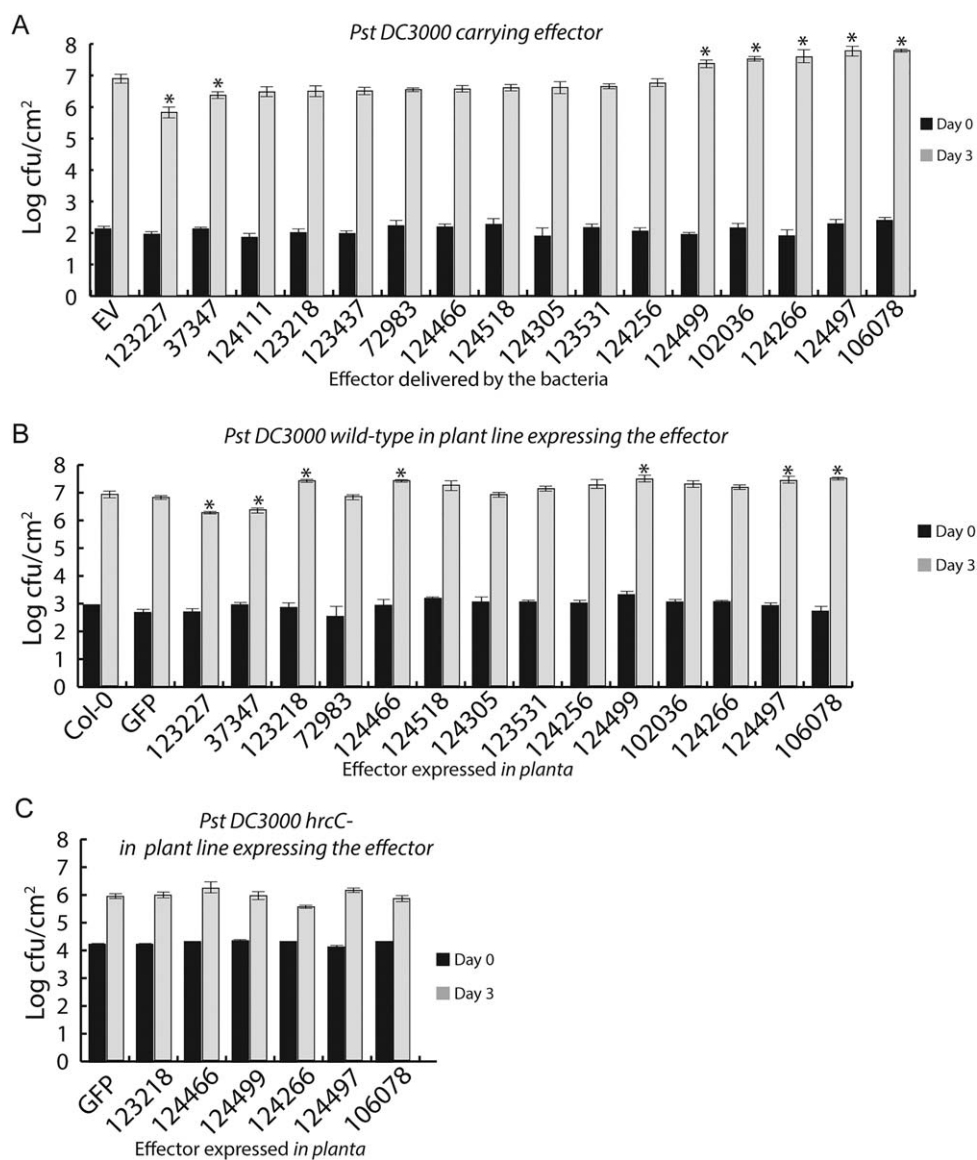 A
Pst DC3000 carrying effector
Log cfu/cm²
8
7
6
5
4
3
2
1
0
* * * * * * *
Day 0
Day 3
EV 123227 37347 124111 123218 123437 72983 124466 124518 124305 123531 124256 124499 102036 124266 124497 106078
Effector delivered by the bacteria
B
Pst DC3000 wild-type in plant line expressing the effector
Log cfu/cm²
8
7
6
5
4
3
2
1
0
* * * * * * *
Day 0
Day 3
Col-0 GFP 123227 37347 123218 72983 124466 124518 124305 123531 124256 124499 102036 124266 124497 106078
Effector expressed in planta
C
Pst DC3000 hrcC-
in plant line expressing the effector
Log cfu/cm²
8
7
6
5
4
3
2
1
0
Day 0
Day 3
GFP 123218 124466 124499 124266 124497 106078
Effector expressed in planta